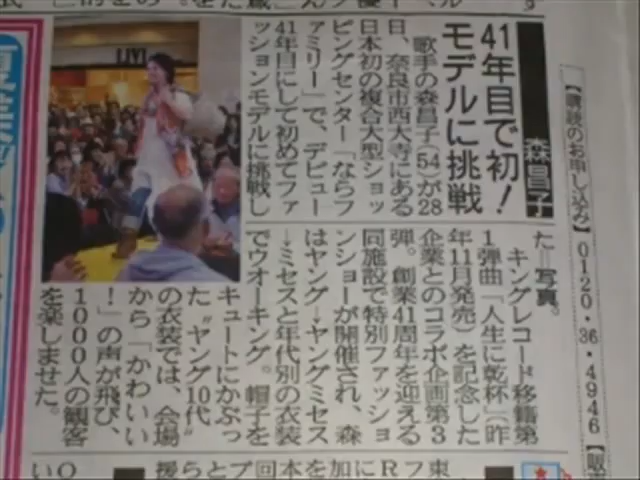 【購読のお申し込み】0120・36・4946【販
森昌子
41年目で初!
モデルに挑戦
歌手の森昌子(54)が28
日、奈良市西大寺にある
日本初の複合大型ショッ
ピングセンター「ならフ
ァミリー」で、デビュー
41年目にして初めてファ
ッションモデルに挑戦し
た=写真。
キングレコード移籍第
1弾曲「人生に乾杯」(昨
年11月発売)を記念した
企業とのコラボ企画第3
弾。創業41周年を迎える
同施設で特別ファッショ
ンショーが開催され、森
はヤング→ヤングミセス
→ミセスと年代別の衣装
でウオーキング。帽子を
キュートにかぶっ
た“ヤング10代”
の衣装では、会場
から「かわいい
!」の声が飛び、
1000人の観客
を楽しませた。